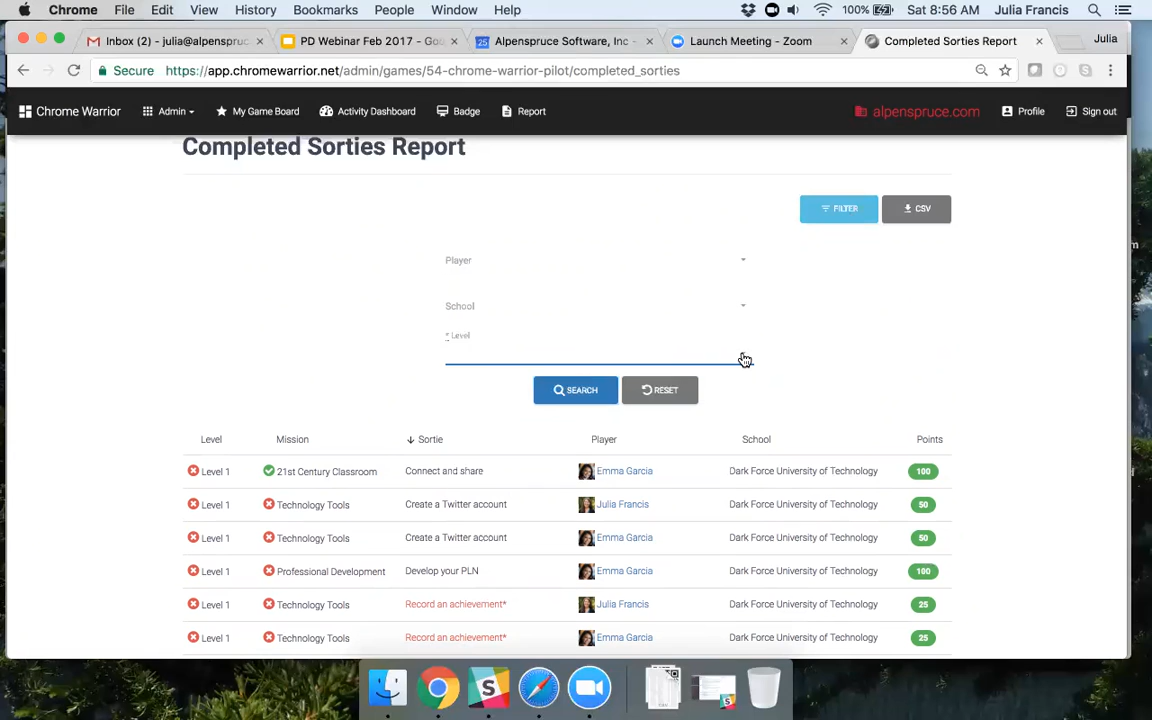 Chrome File Edit View History Bookmarks People Window Help 100% Sat 8:56 AM Julia Francis
Inbox (2) - julia@alpenspruc PD Webinar Feb 2017 - Goo 25 Alpenspruce Software, Inc - Launch Meeting - Zoom Completed Sorties Report Julia
Secure https://app.chromewarrior.net/admin/games/54-chrome-warrior-pilot/completed_sorties
Chrome Warrior Admin My Game Board Activity Dashboard Badge Report alpenspruce.com Profile Sign out
Completed Sorties Report
FILTER CSV
Player
School
* Level
SEARCH RESET
Level Mission Sortie Player School Points
Level 1 21st Century Classroom Connect and share Emma Garcia Dark Force University of Technology 100
Level 1 Technology Tools Create a Twitter account Julia Francis Dark Force University of Technology 50
Level 1 Technology Tools Create a Twitter account Emma Garcia Dark Force University of Technology 50
Level 1 Professional Development Develop your PLN Emma Garcia Dark Force University of Technology 100
Level 1 Technology Tools Record an achievement* Julia Francis Dark Force University of Technology 25
Level 1 Technology Tools Record an achievement* Emma Garcia Dark Force University of Technology 25